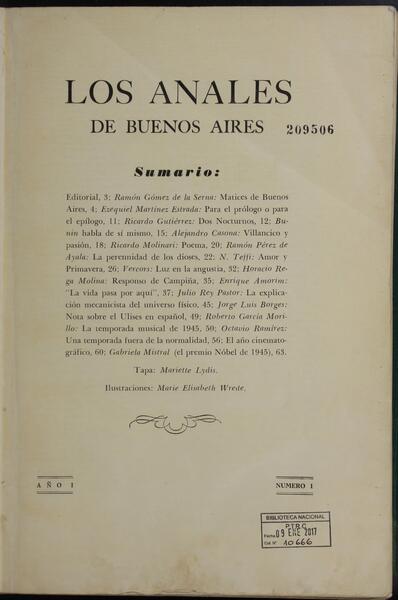 LOS ANALES
DE BUENOS AIRES 209506
Sumario:
Editorial, 3; Ramón Gómez de la Serna: Matices de Buenos
Aires, 4; Ezequiel Martínez Estrada: Para el prólogo o para
el epílogo, 11; Ricardo Gutiérrez: Dos Nocturnos, 12; Bu-
nin habla de sí mismo, 15; Alejandro Casona: Villancico y
pasión, 18; Ricardo Molinari: Poema, 20; Ramón Pérez de
Ayala: La perennidad de los dioses, 22; N. Teffi: Amor y
Primavera, 26; Vercors: Luz en la angustia, 32; Horacio Re-
ga Molina: Responso de Campiña, 35; Enrique Amorim:
"La vida pasa por aquí", 37; Julio Rey Pastor: La explica-
ción mecanicista del universo físico, 45; Jorge Luis Borges:
Nota sobre el Ulises en español, 49; Roberto García Mori-
llo: La temporada musical de 1945, 50; Octavio Ramírez:
Una temporada fuera de la normalidad, 56; El año cinemato-
gráfico, 60; Gabriela Mistral (el premio Nóbel de 1945), 63.
Tapa: Mariette Lydis.
Ilustraciones: Marie Elisabeth Wrede.
AÑO I
NUMERO 1
BIBLIOTECA NACIONAL
P.T.B.C.
Fecha: 09 ENE 2017
Cod. N° 10666